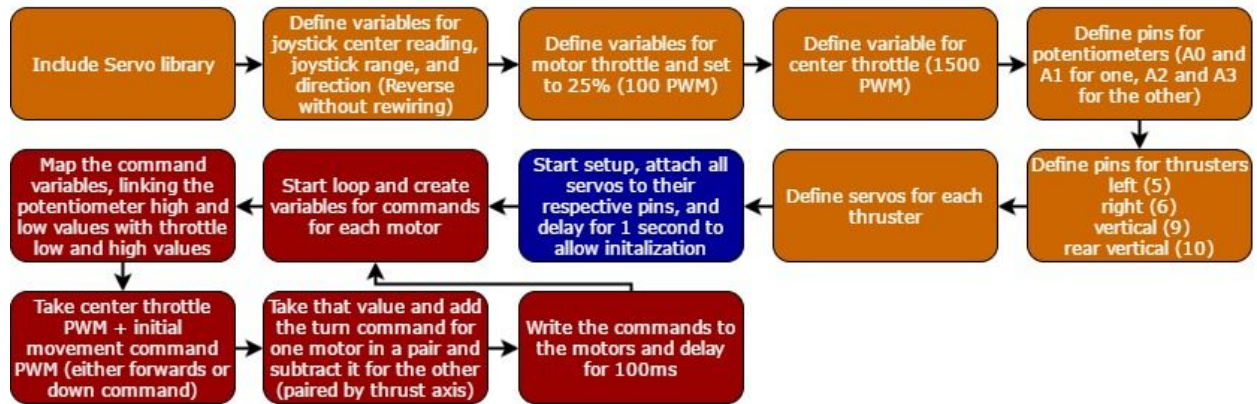 Include Servo library
Define variables for
joystick center reading,
joystick range, and
direction (Reverse
without rewiring)
Define variables for
motor throttle and set
to 25% (100 PWM)
Define variable for
center throttle (1500
PWM)
Define pins for
potentiometers (A0 and
A1 for one, A2 and A3
for the other)
Define pins for thrusters
left (5)
right (6)
vertical (9)
rear vertical (10)
Define servos for each
thruster
Start setup, attach all
servos to their
respective pins, and
delay for 1 second to
allow initalization
Start loop and create
variables for commands
for each motor
Map the command
variables, linking the
potentiometer high and
low values with throttle
low and high values
Take center throttle
PWM + initial
movement command
PWM (either forwards or
down command)
Take that value and add
the turn command for
one motor in a pair and
subtract it for the other
(paired by thrust axis)
Write the commands to
the motors and delay
for 100ms